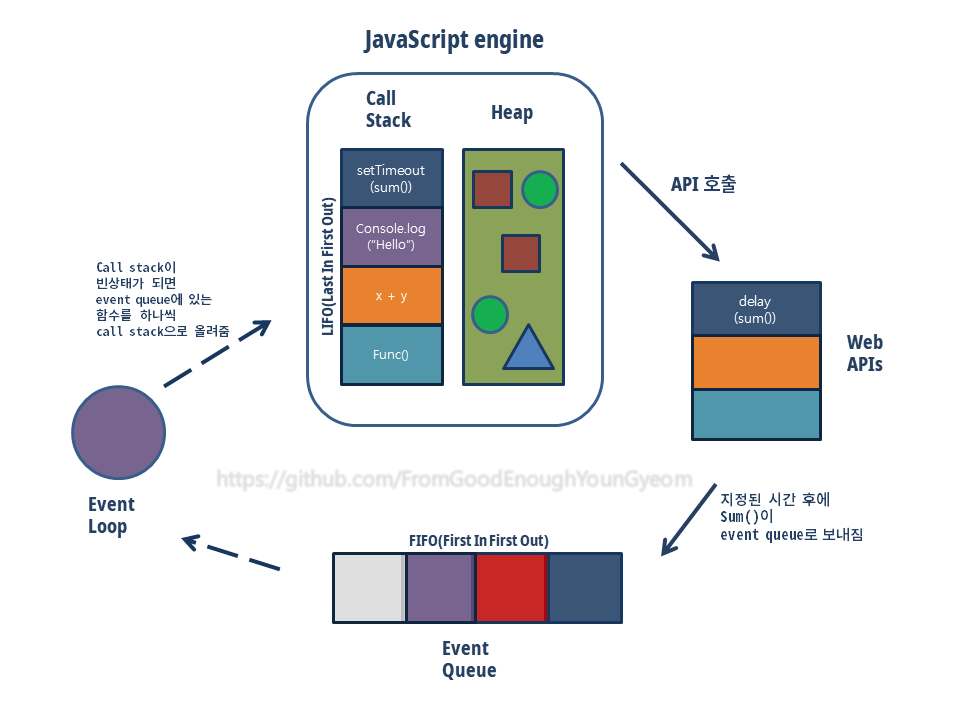 JavaScript engine
Call
Stack
Heap
LIFO(Last In First Out)
setTimeout
(sum())
Console.log
("Hello")
x + y
Func()
API 호출
delay
(sum())
Web
APIs
Call stack이
빈상태가 되면
event queue에 있는
함수를 하나씩
call stack으로 올려줌
Event
Loop
https://github.com/FromGoodEnoughYounGyeom
지정된 시간 후에
Sum()이
event queue로 보내짐
FIFO(First In First Out)
Event
Queue